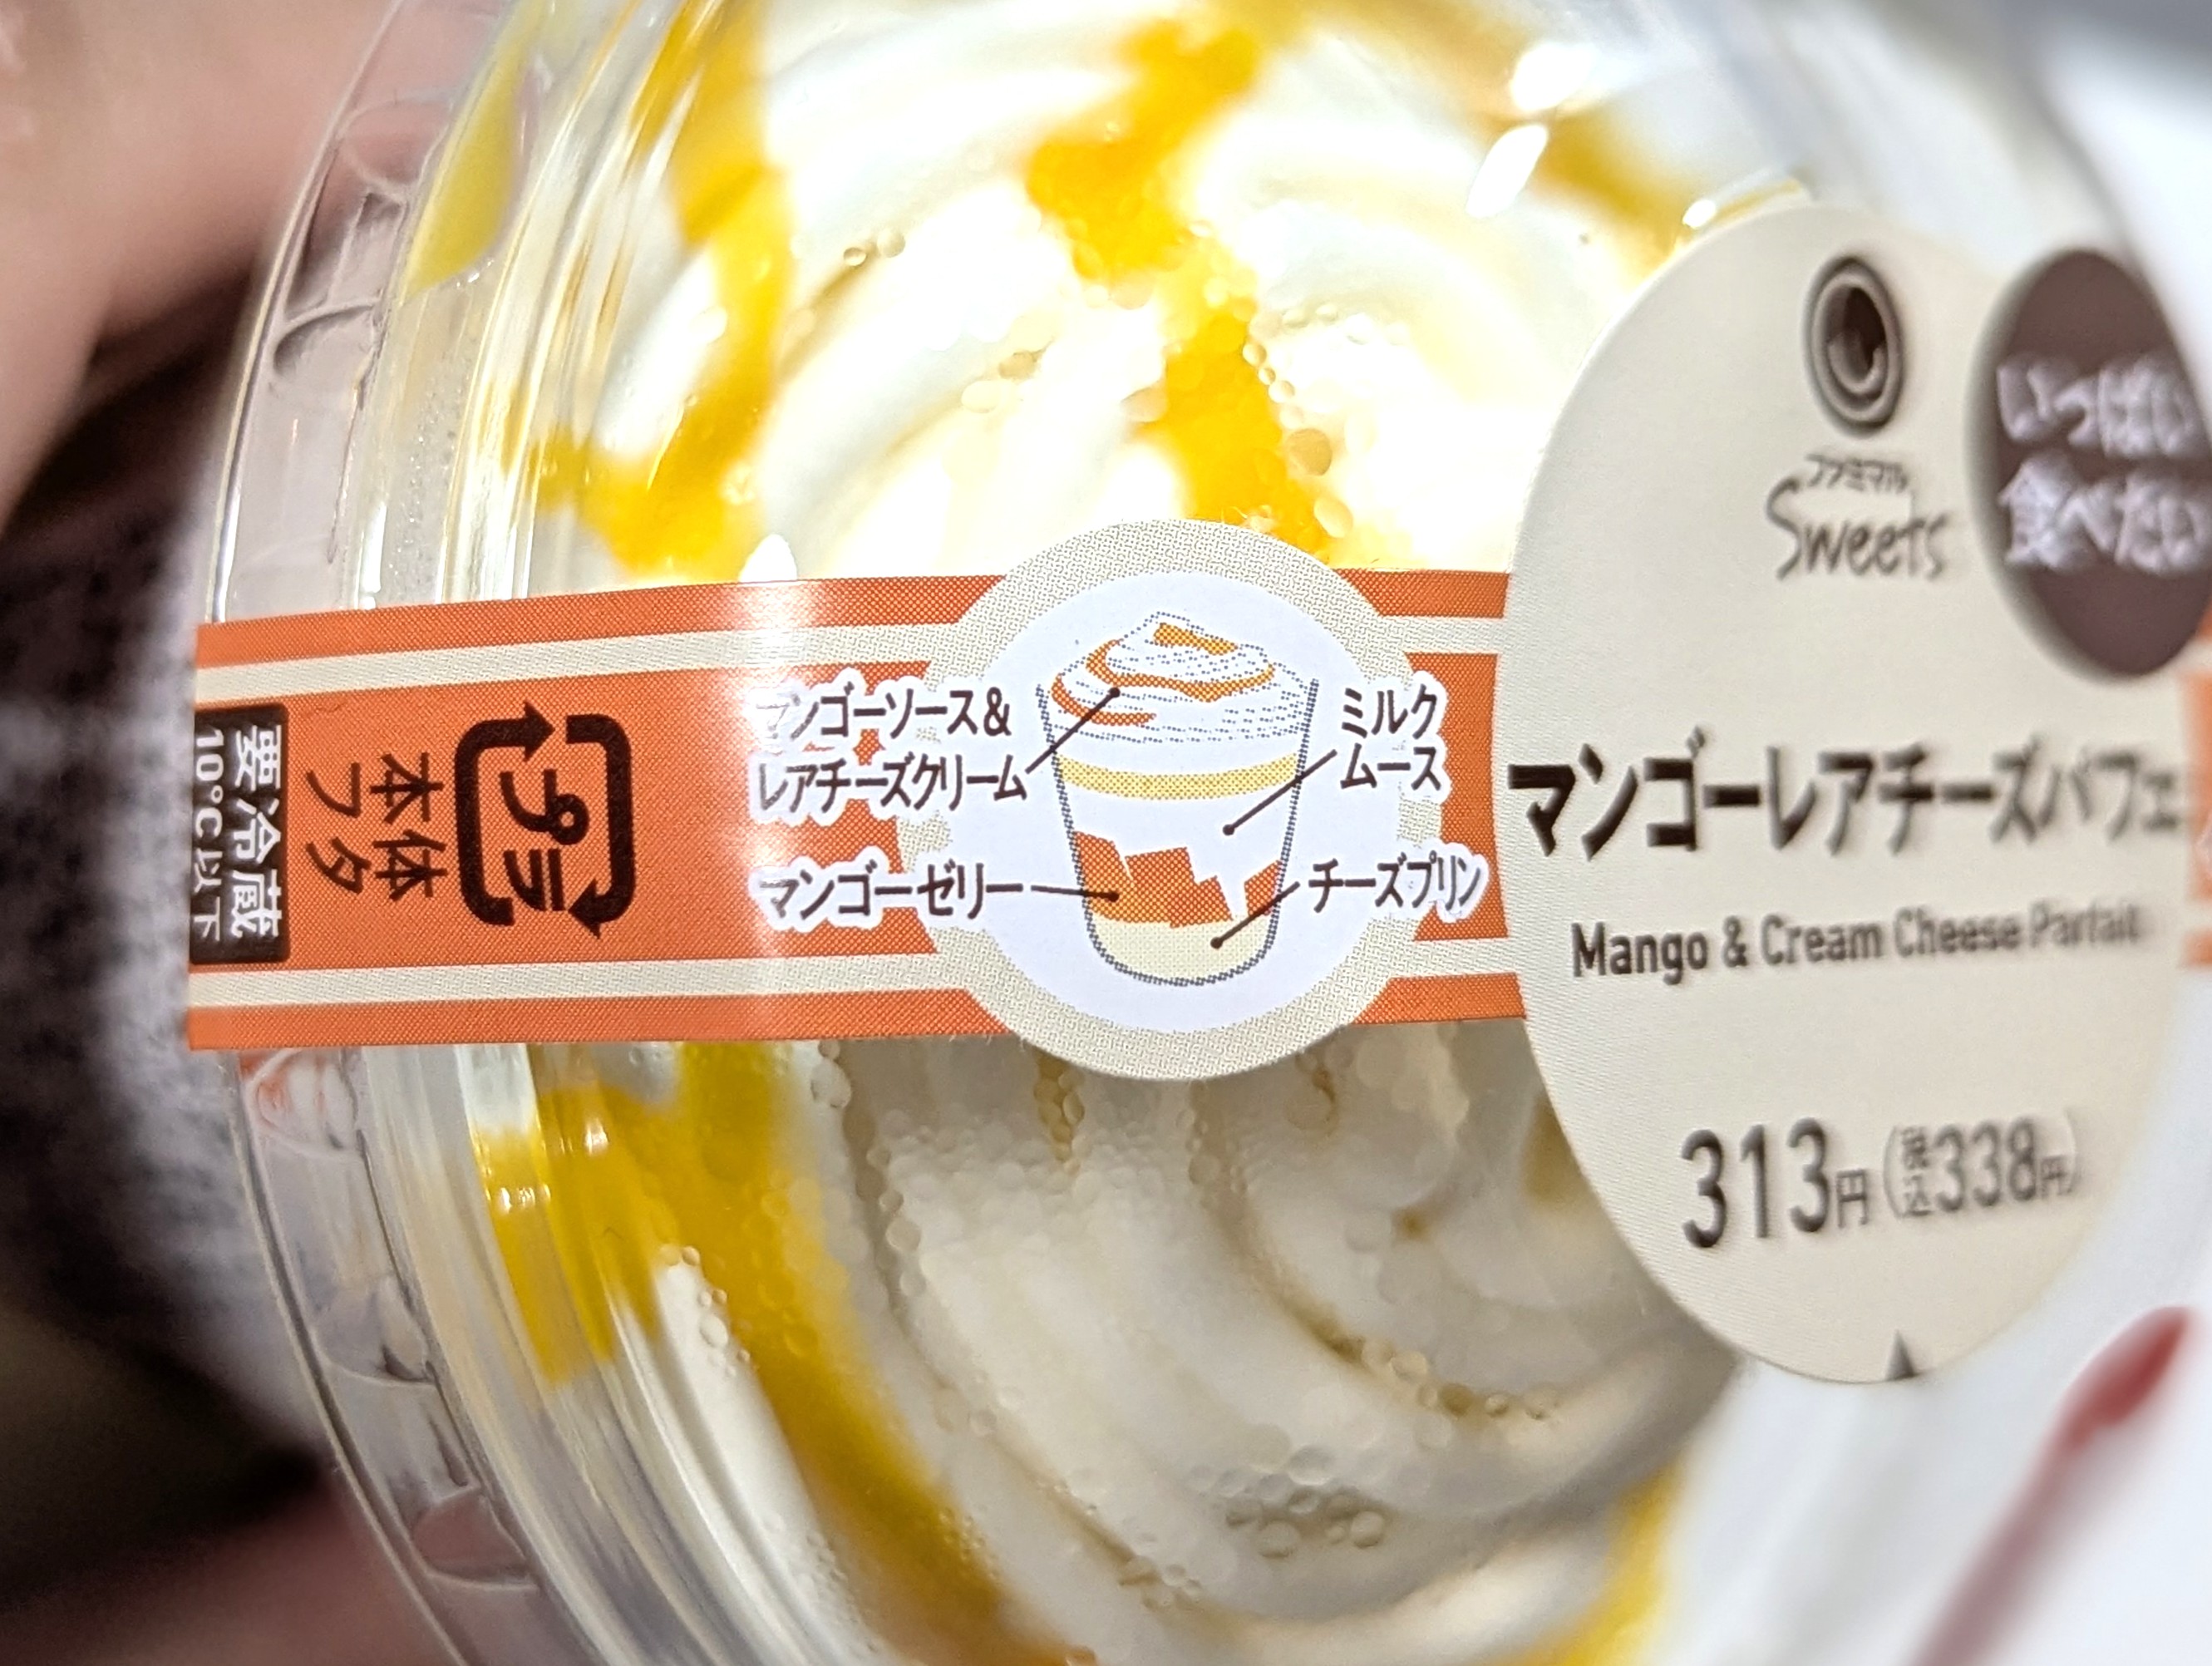 要冷蔵
10℃以下
プラ
本体
フタ
マンゴーソース&
レアチーズクリーム
マンゴーゼリー
ミルク
ムース
チーズプリン
ファミマル
Sweets
いっぱい
食べたい
マンゴーレアチーズパフェ
Mango & Cream Cheese Parfait
313円(税込338円)